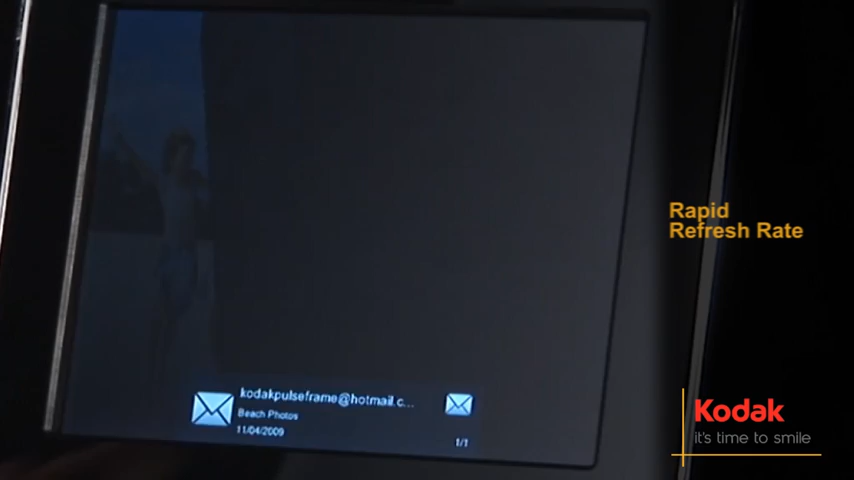 Rapid
Refresh Rate
kodakpulseframe@hotmail.c...
Beach Photos
11/04/2009
1/1
Kodak
it's time to smile